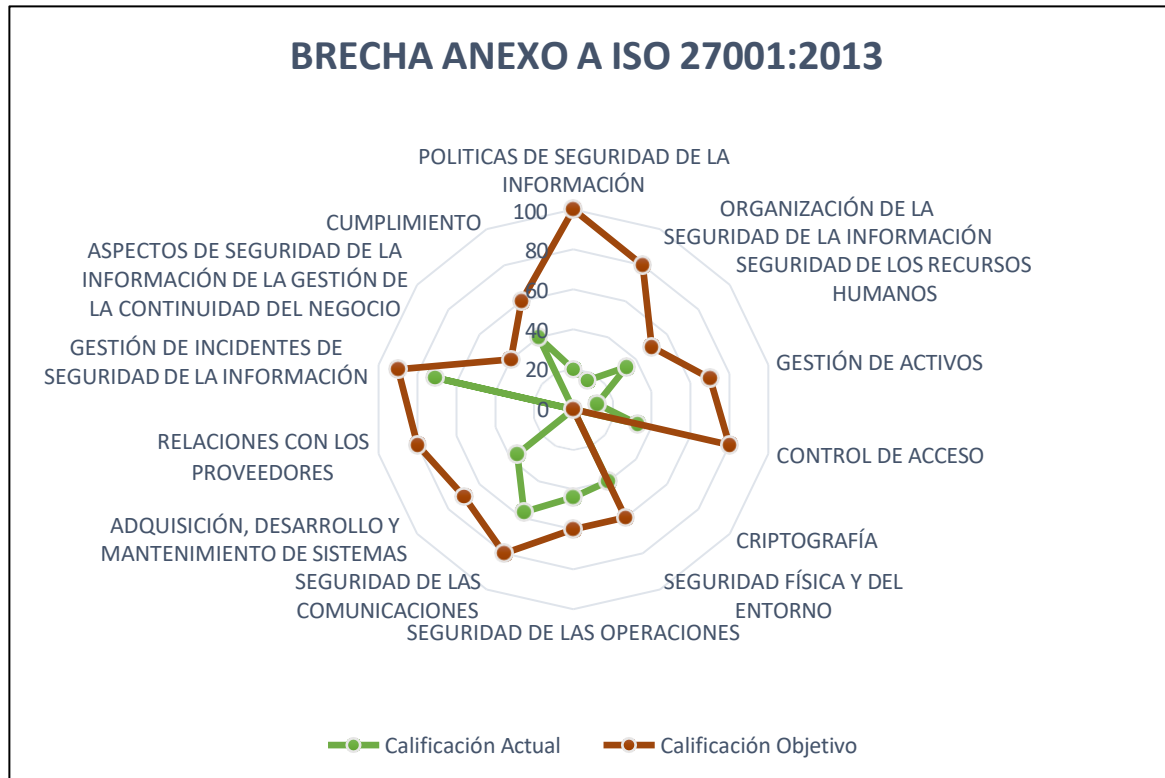 BRECHA ANEXO A ISO 27001:2013
POLITICAS DE SEGURIDAD DE LA
INFORMACIÓN
ORGANIZACIÓN DE LA
SEGURIDAD DE LA INFORMACIÓN
SEGURIDAD DE LOS RECURSOS
HUMANOS
GESTIÓN DE ACTIVOS
CONTROL DE ACCESO
CRIPTOGRAFÍA
SEGURIDAD FÍSICA Y DEL
ENTORNO
SEGURIDAD DE LAS OPERACIONES
SEGURIDAD DE LAS
COMUNICACIONES
ADQUISICIÓN, DESARROLLO Y
MANTENIMIENTO DE SISTEMAS
RELACIONES CON LOS
PROVEEDORES
GESTIÓN DE INCIDENTES DE
SEGURIDAD DE LA INFORMACIÓN
ASPECTOS DE SEGURIDAD DE LA
INFORMACIÓN DE LA GESTIÓN DE
LA CONTINUIDAD DEL NEGOCIO
CUMPLIMIENTO
100
80
60
40
20
0
Calificación Actual
Calificación Objetivo